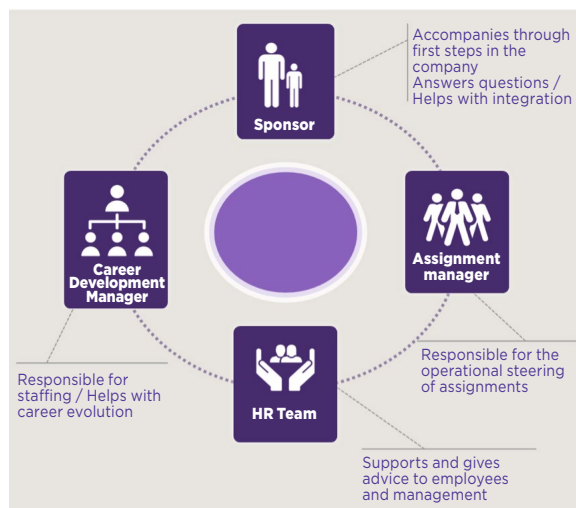 Accompanies through
first steps in the
company
Answers questions /
Helps with integration
Sponsor
Career
Development
Manager
Assignment
manager
Responsible for
staffing / Helps with
career evolution
HR Team
Responsible for the
operational steering
of assignments
Supports and gives
advice to employees
and management